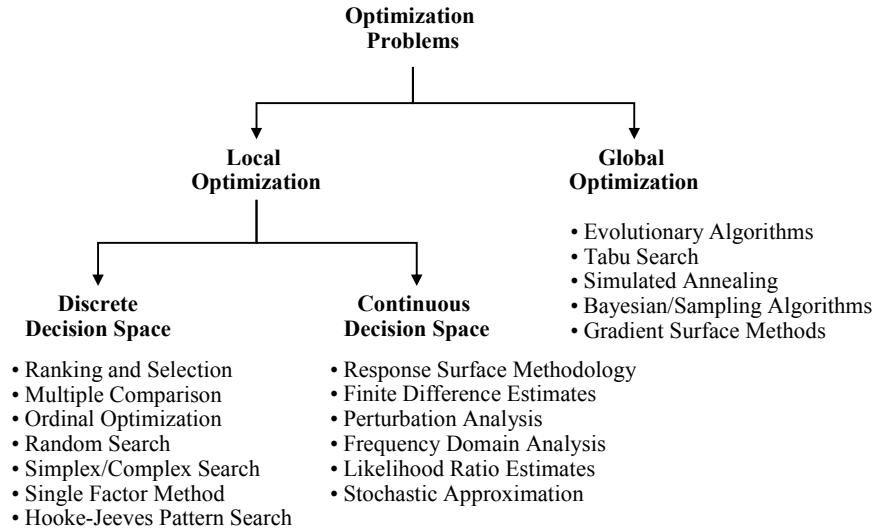 Optimization
Problems
Local
Optimization
Global
Optimization
• Evolutionary Algorithms
• Tabu Search
• Simulated Annealing
• Bayesian/Sampling Algorithms
• Gradient Surface Methods
Discrete
Decision Space
• Ranking and Selection
• Multiple Comparison
• Ordinal Optimization
• Random Search
• Simplex/Complex Search
• Single Factor Method
• Hooke-Jeeves Pattern Search
Continuous
Decision Space
• Response Surface Methodology
• Finite Difference Estimates
• Perturbation Analysis
• Frequency Domain Analysis
• Likelihood Ratio Estimates
• Stochastic Approximation